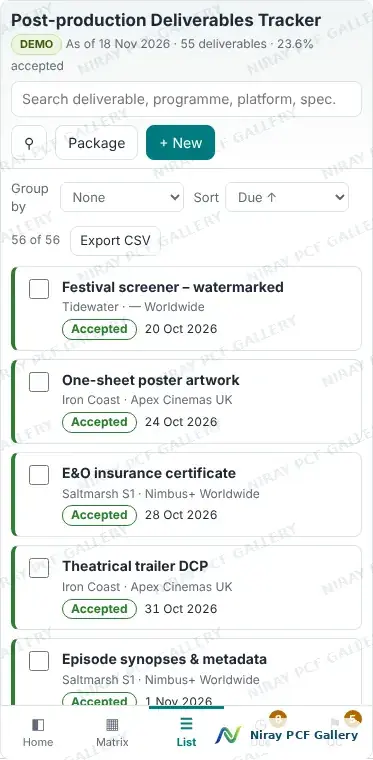 Post-production Deliverables Tracker
DEMO As of 18 Nov 2026 · 55 deliverables · 23.6%
accepted
Search deliverable, programme, platform, spec.
Package
+ New
Group by
None
Sort
Due ↑
56 of 56
Export CSV
Festival screener – watermarked
Tidewater · — Worldwide
Accepted 20 Oct 2026
One-sheet poster artwork
Iron Coast · Apex Cinemas UK
Accepted 24 Oct 2026
E&O insurance certificate
Saltmarsh S1 · Nimbus+ Worldwide
Accepted 28 Oct 2026
Theatrical trailer DCP
Iron Coast · Apex Cinemas UK
Accepted 31 Oct 2026
Episode synopses & metadata
Saltmarsh S1 · Nimbus+ Worldwide
Accepted 1 Nov 2026
Home
Matrix
List
Niray PCF Gallery
NIRAY PCF GALLERY